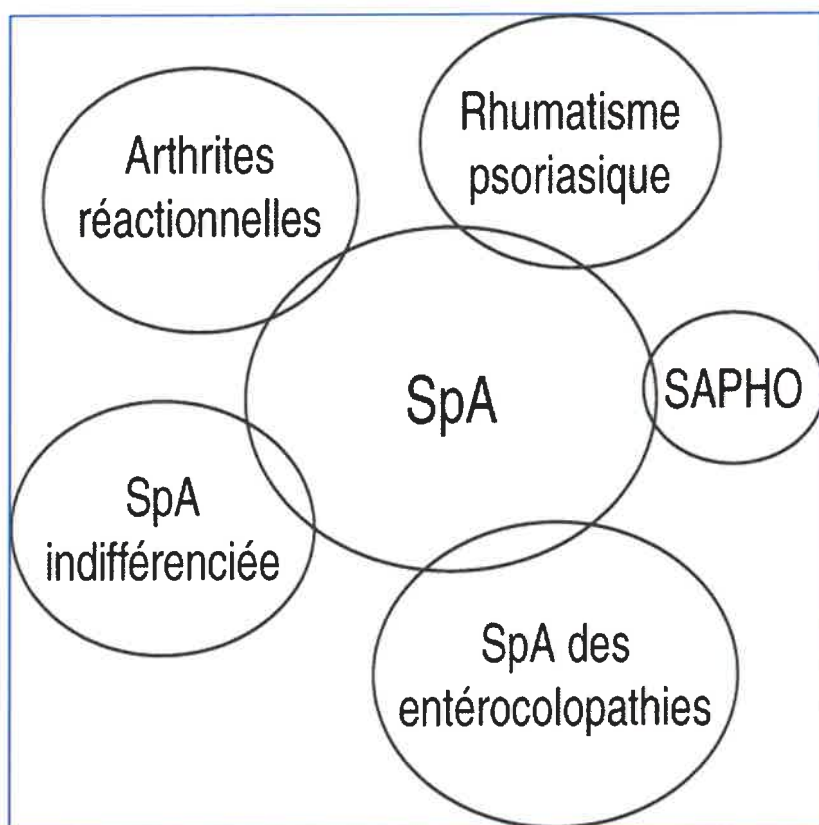 Arthrites
réactionnelles
Rhumatisme
psoriasique
SpA
SAPHO
SpA
indifférenciée
SpA des
entérocolopathies